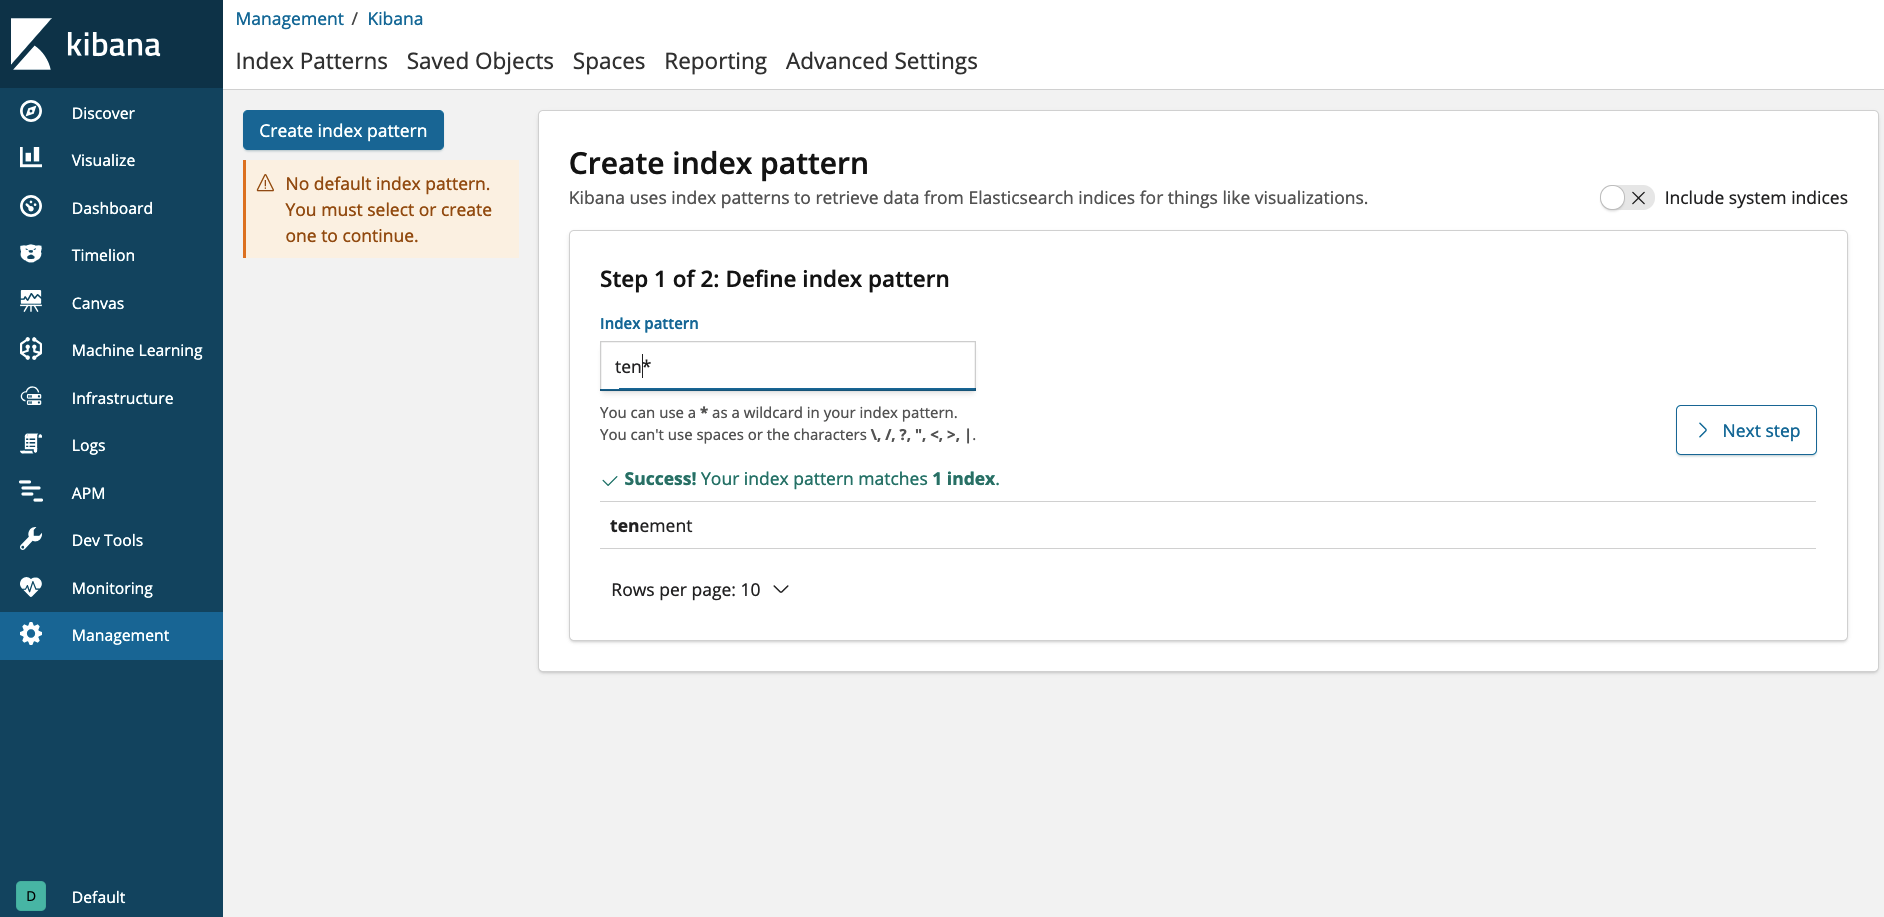 kibana
Discover
Visualize
Dashboard
Timelion
Canvas
Machine Learning
Infrastructure
Logs
APM
Dev Tools
Monitoring
Management
D Default
Management / Kibana
Index Patterns Saved Objects Spaces Reporting Advanced Settings
Create index pattern
No default index pattern.
You must select or create
one to continue.
Create index pattern
Kibana uses index patterns to retrieve data from Elasticsearch indices for things like visualizations.
Include system indices
Step 1 of 2: Define index pattern
Index pattern
ten*
You can use a * as a wildcard in your index pattern.
You can't use spaces or the characters \, /, ?, ", <, >, |.
Next step
Success! Your index pattern matches 1 index.
tenement
Rows per page: 10